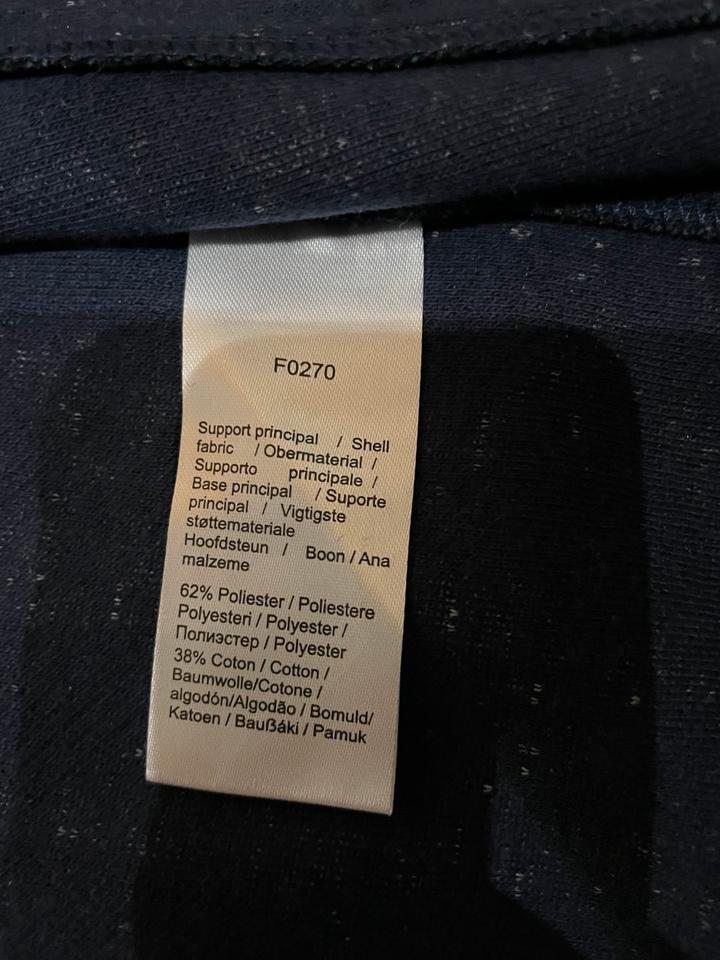 F0270
Support principal / Shell
fabric / Obermaterial /
Supporto principale /
Base principal / Suporte
principal / Vigtigste
støttemateriale
Hoofdsteun / Boon / Ana
malzeme
62% Poliester / Poliestere
Polyesteri / Polyester /
Полиэстер / Polyester
38% Coton / Cotton /
Baumwolle/Cotone /
algodón/Algodão / Bomuld/
Katoen / Bauẞáki / Pamuk